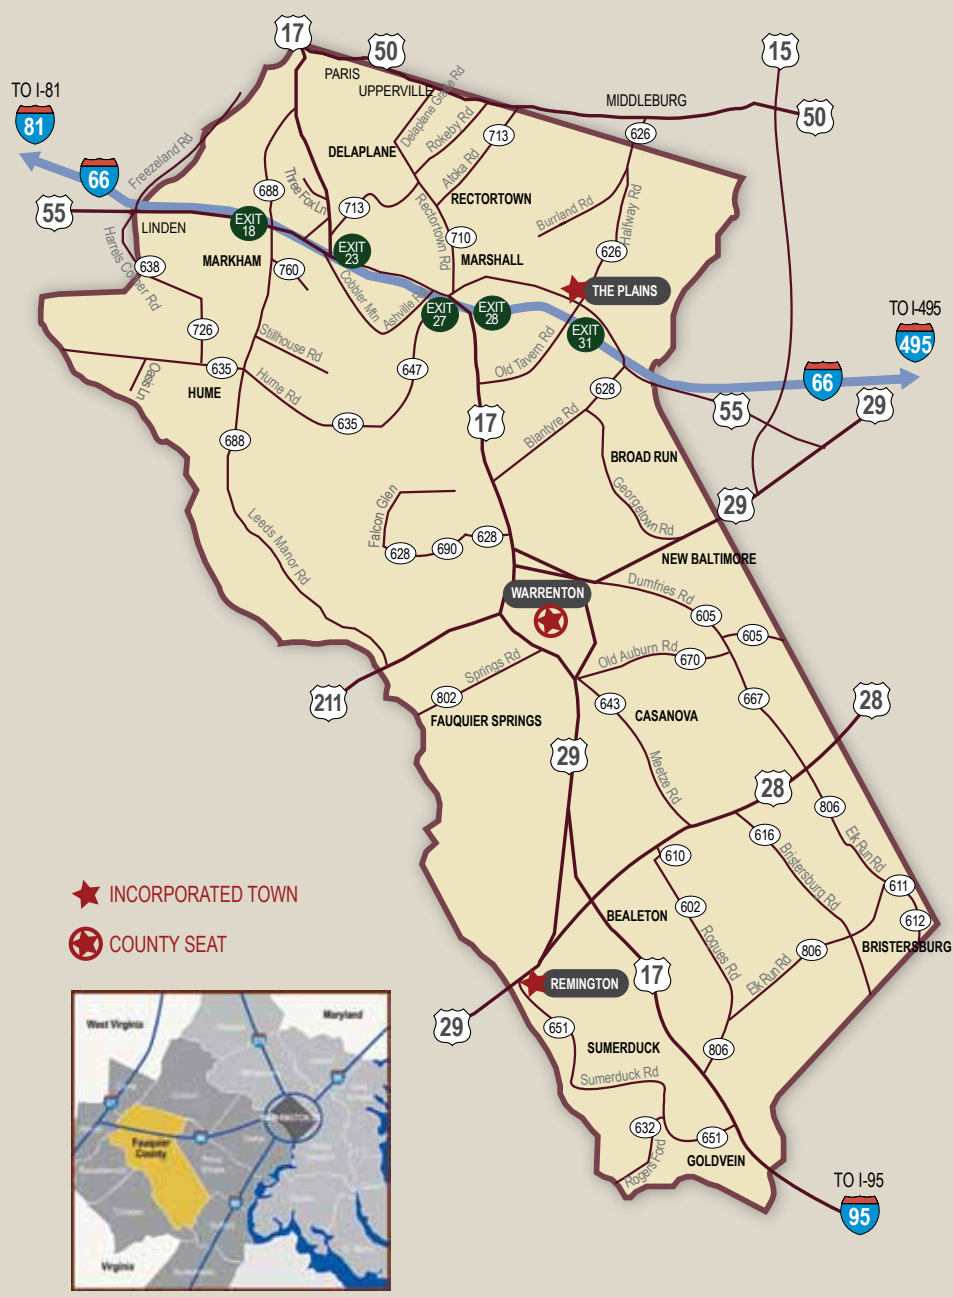 17
50
15
PARIS
TO I-81
81
UPPERVILLE
Delaplane Grade Rd
MIDDLEBURG
50
Rokeby Rd
713
626
Freezeland Rd
DELAPLANE
Atoka Rd
66
688
Three Fox Ln
RECTORTOWN
Burrland Rd
Halfway Rd
55
713
Rectortown Rd
LINDEN
EXIT
18
710
626
Harrels Corner Rd
EXIT
23
MARKHAM
638
760
MARSHALL
Cobbler Mtn
THE PLAINS
Ashville Rd
EXIT
27
EXIT
28
TO I-495
495
726
Stillhouse Rd
EXIT
31
Old Tavern Rd
635
647
Oasis Ln
HUME
Hume Rd
628
66
55
29
635
17
Blantyre Rd
688
BROAD RUN
Georgetown Rd
29
Falcon Glen
Leeds Manor Rd
628
690
628
NEW BALTIMORE
Dumfries Rd
WARRENTON
605
605
Springs Rd
Old Auburn Rd
670
211
802
643
667
28
FAUQUIER SPRINGS
CASANOVA
29
Meetze Rd
28
806
616
Elk Run Rd
610
Bristersburg Rd
INCORPORATED TOWN
611
602
BEALETON
612
COUNTY SEAT
Rogues Rd
806
BRISTERSBURG
Elk Run Rd
17
REMINGTON
29
651
SUMERDUCK
806
Sumerduck Rd
632
651
Rogers Ford
GOLDVEIN
TO I-95
95
West Virginia
Maryland
Fauquier
County
Virginia